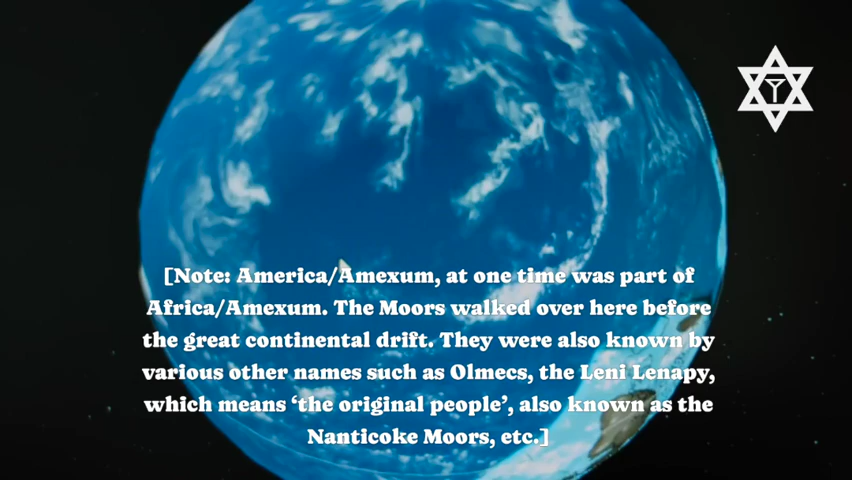 [Note: America/Amexum, at one time was part of
Africa/Amexum. The Moors walked over here before
the great continental drift. They were also known by
various other names such as Olmecs, the Leni Lenapy,
which means ‘the original people’, also known as the
Nanticoke Moors, etc.]